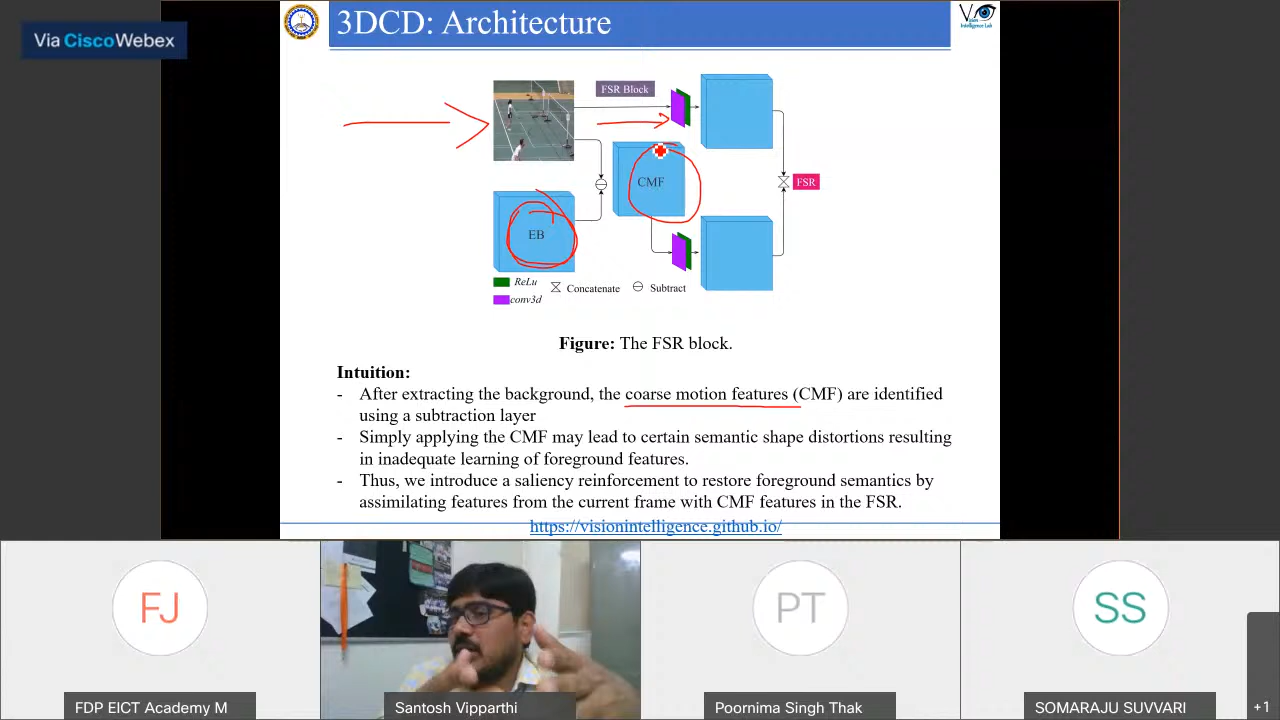 Via CiscoWebex
3DCD: Architecture
Vision
Intelligence Lab
FSR Block
CMF
FSR
EB
ReLu
Concatenate
Subtract
conv3d
Figure: The FSR block.
Intuition:
- After extracting the background, the coarse motion features (CMF) are identified
using a subtraction layer
- Simply applying the CMF may lead to certain semantic shape distortions resulting
in inadequate learning of foreground features.
- Thus, we introduce a saliency reinforcement to restore foreground semantics by
assimilating features from the current frame with CMF features in the FSR.
https://visionintelligence.github.io/
FJ
PT
SS
FDP EICT Academy M
Santosh Vipparthi
Poornima Singh Thak
SOMARAJU SUVVARI
+1